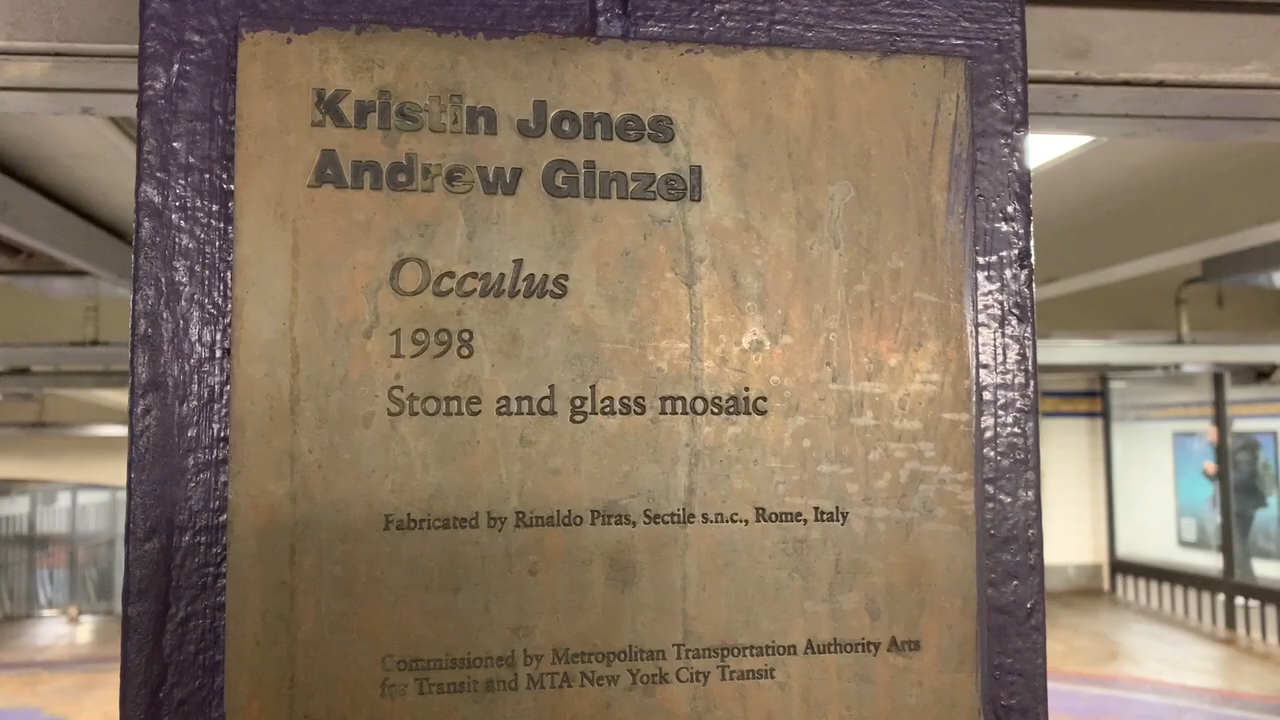 Kristin Jones
Andrew Ginzel
Occulus
1998
Stone and glass mosaic
Fabricated by Rinaldo Piras, Sectile s.n.c., Rome, Italy
Commissioned by Metropolitan Transportation Authority Arts
for Transit and MTA New York City Transit